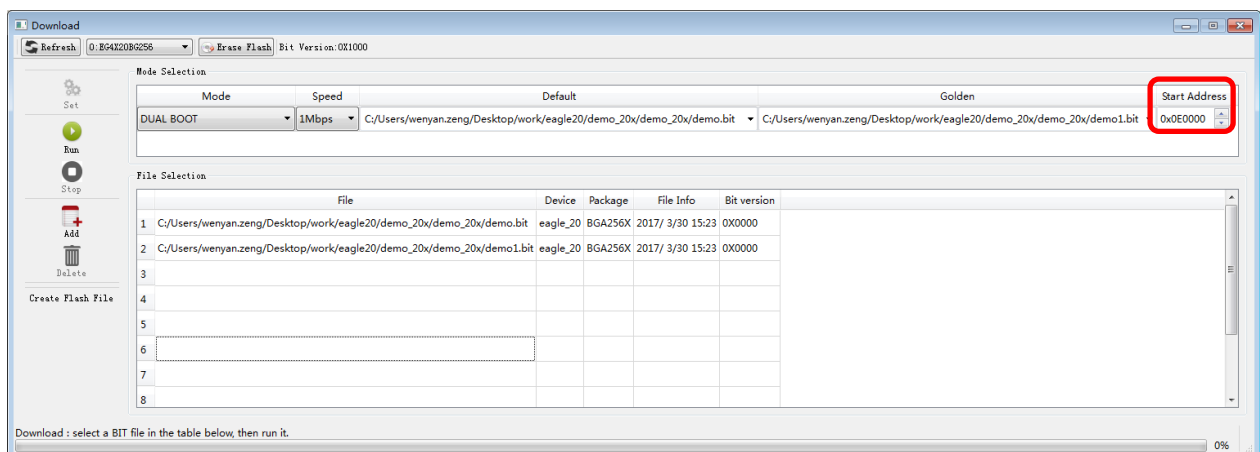 Download
Refresh 0:EG4X20BG256 Erase Flash Bit Version:0X1000
Set
Run
Stop
Add
Delete
Create Flash File
Mode Selection
Mode Speed Default Golden Start Address
DUAL BOOT 1Mbps C:/Users/wenyan.zeng/Desktop/work/eagle20/demo_20x/demo_20x/demo.bit C:/Users/wenyan.zeng/Desktop/work/eagle20/demo_20x/demo_20x/demo1.bit 0x0E0000
File Selection
File Device Package File Info Bit version
1 C:/Users/wenyan.zeng/Desktop/work/eagle20/demo_20x/demo_20x/demo.bit eagle_20 BGA256X 2017/ 3/30 15:23 0X0000
2 C:/Users/wenyan.zeng/Desktop/work/eagle20/demo_20x/demo_20x/demo1.bit eagle_20 BGA256X 2017/ 3/30 15:23 0X0000
3
4
5
6
7
8
Download : select a BIT file in the table below, then run it.
0%